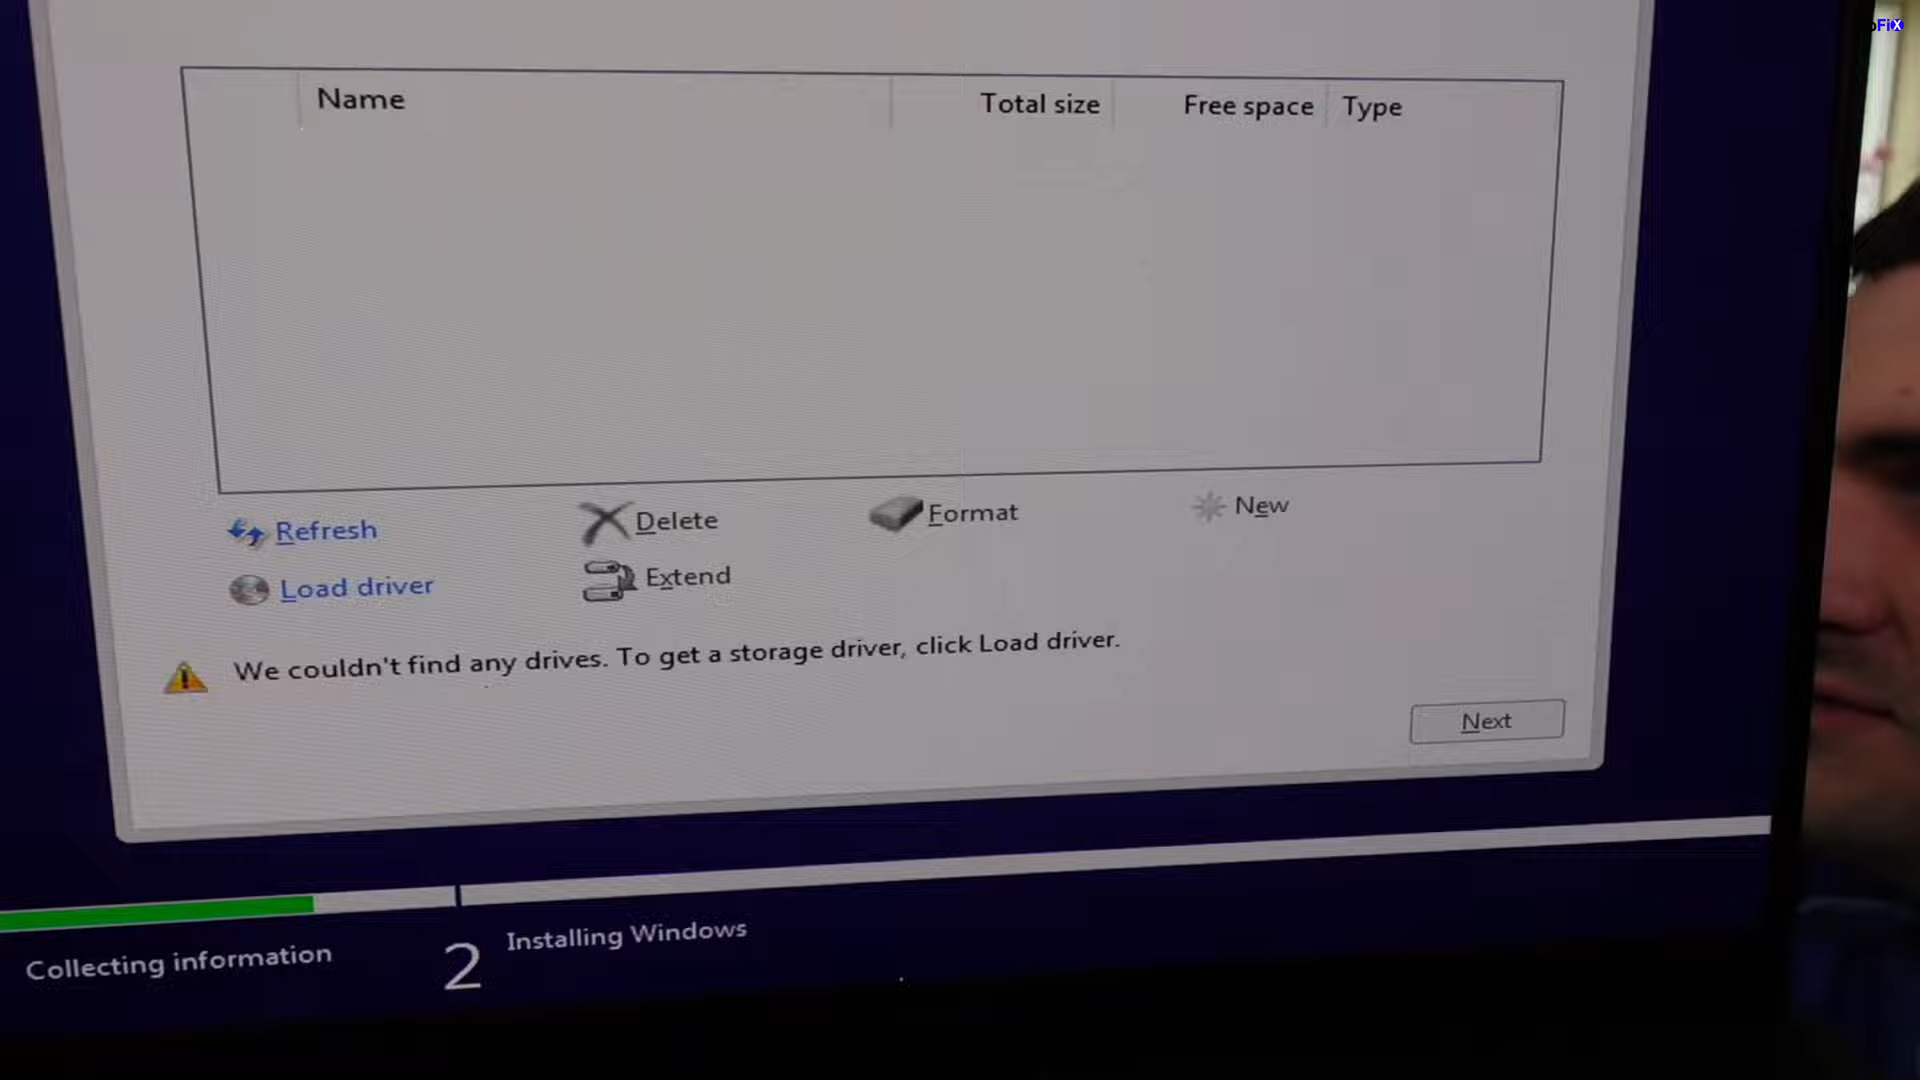 FiX
Name Total size Free space Type
Refresh Delete Format New
Load driver Extend
We couldn't find any drives. To get a storage driver, click Load driver.
Next
Collecting information 2 Installing Windows